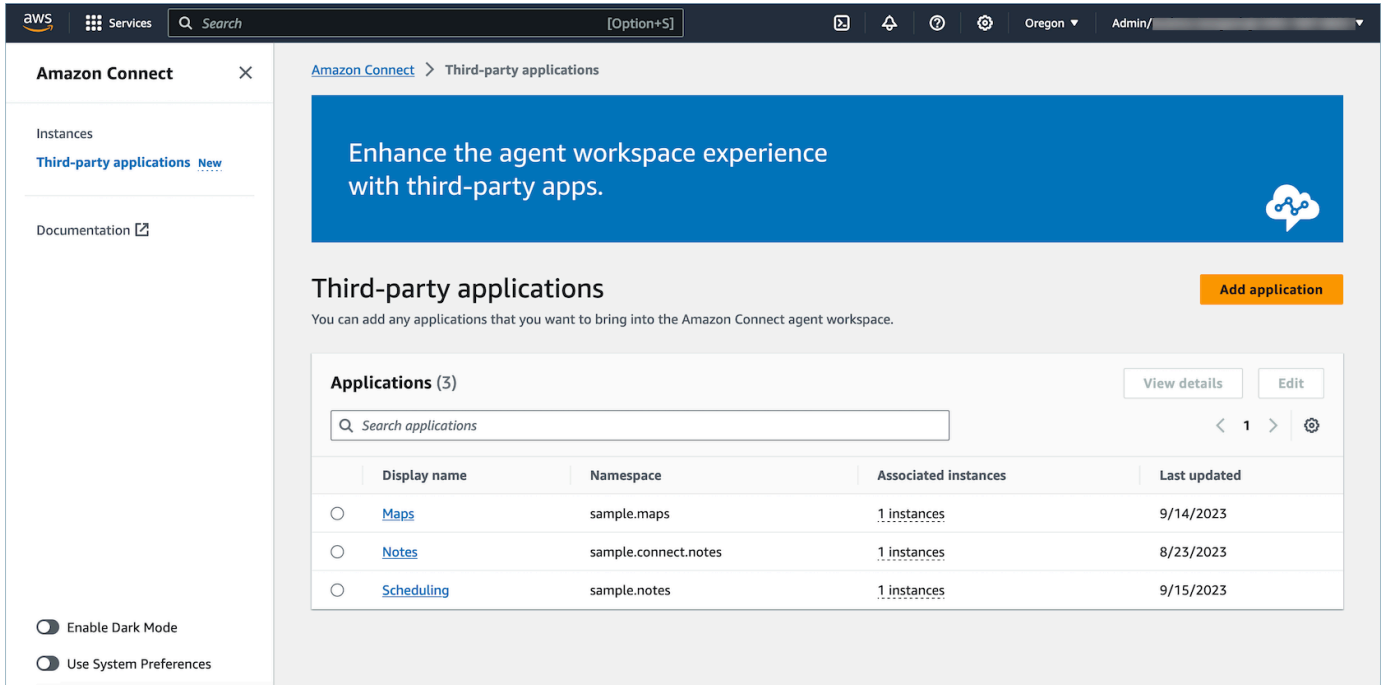 aws Services Search [Option+S] Oregon Admin/
Amazon Connect
Instances
Third-party applications New
Documentation
Enable Dark Mode
Use System Preferences
Amazon Connect > Third-party applications
Enhance the agent workspace experience
with third-party apps.
Third-party applications
Add application
You can add any applications that you want to bring into the Amazon Connect agent workspace.
Applications (3)
View details Edit
Search applications
1
Display name Namespace Associated instances Last updated
Maps sample.maps 1 instances 9/14/2023
Notes sample.connect.notes 1 instances 8/23/2023
Scheduling sample.notes 1 instances 9/15/2023